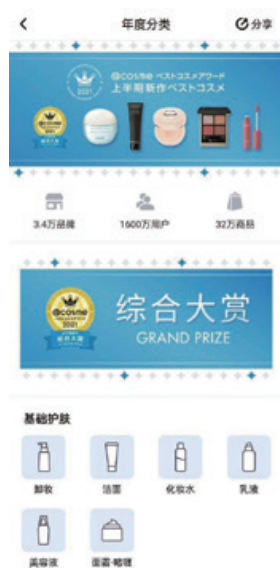 年度分类
分享
@cosme ベストコスメアワード
2021
上半期新作ベストコスメ
3.4万品牌
1600万用户
32万商品
@cosme
2021
综合大赏
GRAND PRIZE
基础护肤
卸妆
洁面
化妆水
乳液
美容液
面霜·啫喱